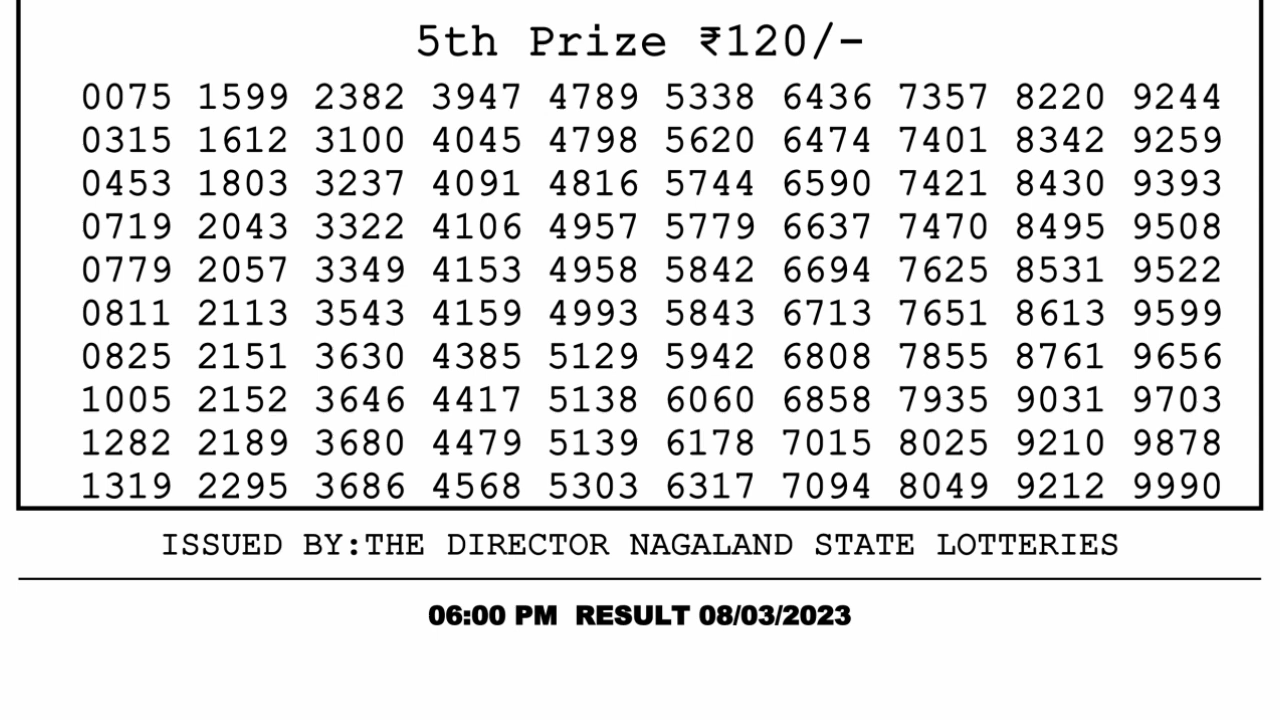 5th Prize ₹120/-
0075 1599 2382 3947 4789 5338 6436 7357 8220 9244
0315 1612 3100 4045 4798 5620 6474 7401 8342 9259
0453 1803 3237 4091 4816 5744 6590 7421 8430 9393
0719 2043 3322 4106 4957 5779 6637 7470 8495 9508
0779 2057 3349 4153 4958 5842 6694 7625 8531 9522
0811 2113 3543 4159 4993 5843 6713 7651 8613 9599
0825 2151 3630 4385 5129 5942 6808 7855 8761 9656
1005 2152 3646 4417 5138 6060 6858 7935 9031 9703
1282 2189 3680 4479 5139 6178 7015 8025 9210 9878
1319 2295 3686 4568 5303 6317 7094 8049 9212 9990
ISSUED BY:THE DIRECTOR NAGALAND STATE LOTTERIES
06:00 PM RESULT 08/03/2023